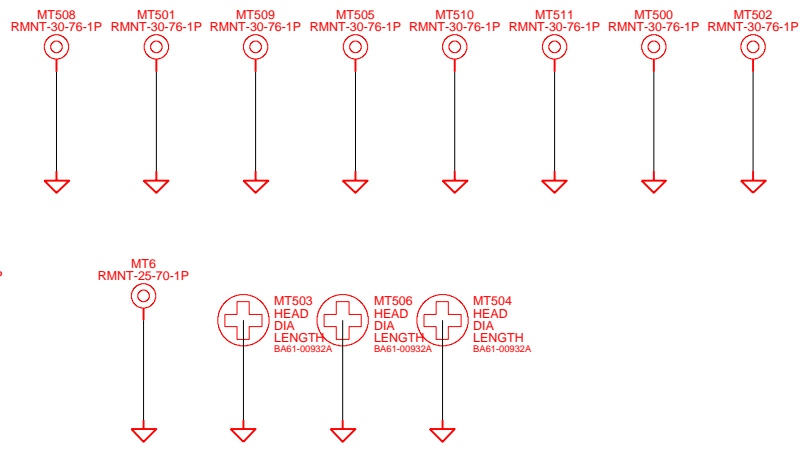 MT508
RMNT-30-76-1P
MT501
RMNT-30-76-1P
MT509
RMNT-30-76-1P
MT505
RMNT-30-76-1P
MT510
RMNT-30-76-1P
MT511
RMNT-30-76-1P
MT500
RMNT-30-76-1P
MT502
RMNT-30-76-1P
MT6
RMNT-25-70-1P
MT503
HEAD
DIA
LENGTH
BA61-00932A
MT506
HEAD
DIA
LENGTH
BA61-00932A
MT504
HEAD
DIA
LENGTH
BA61-00932A